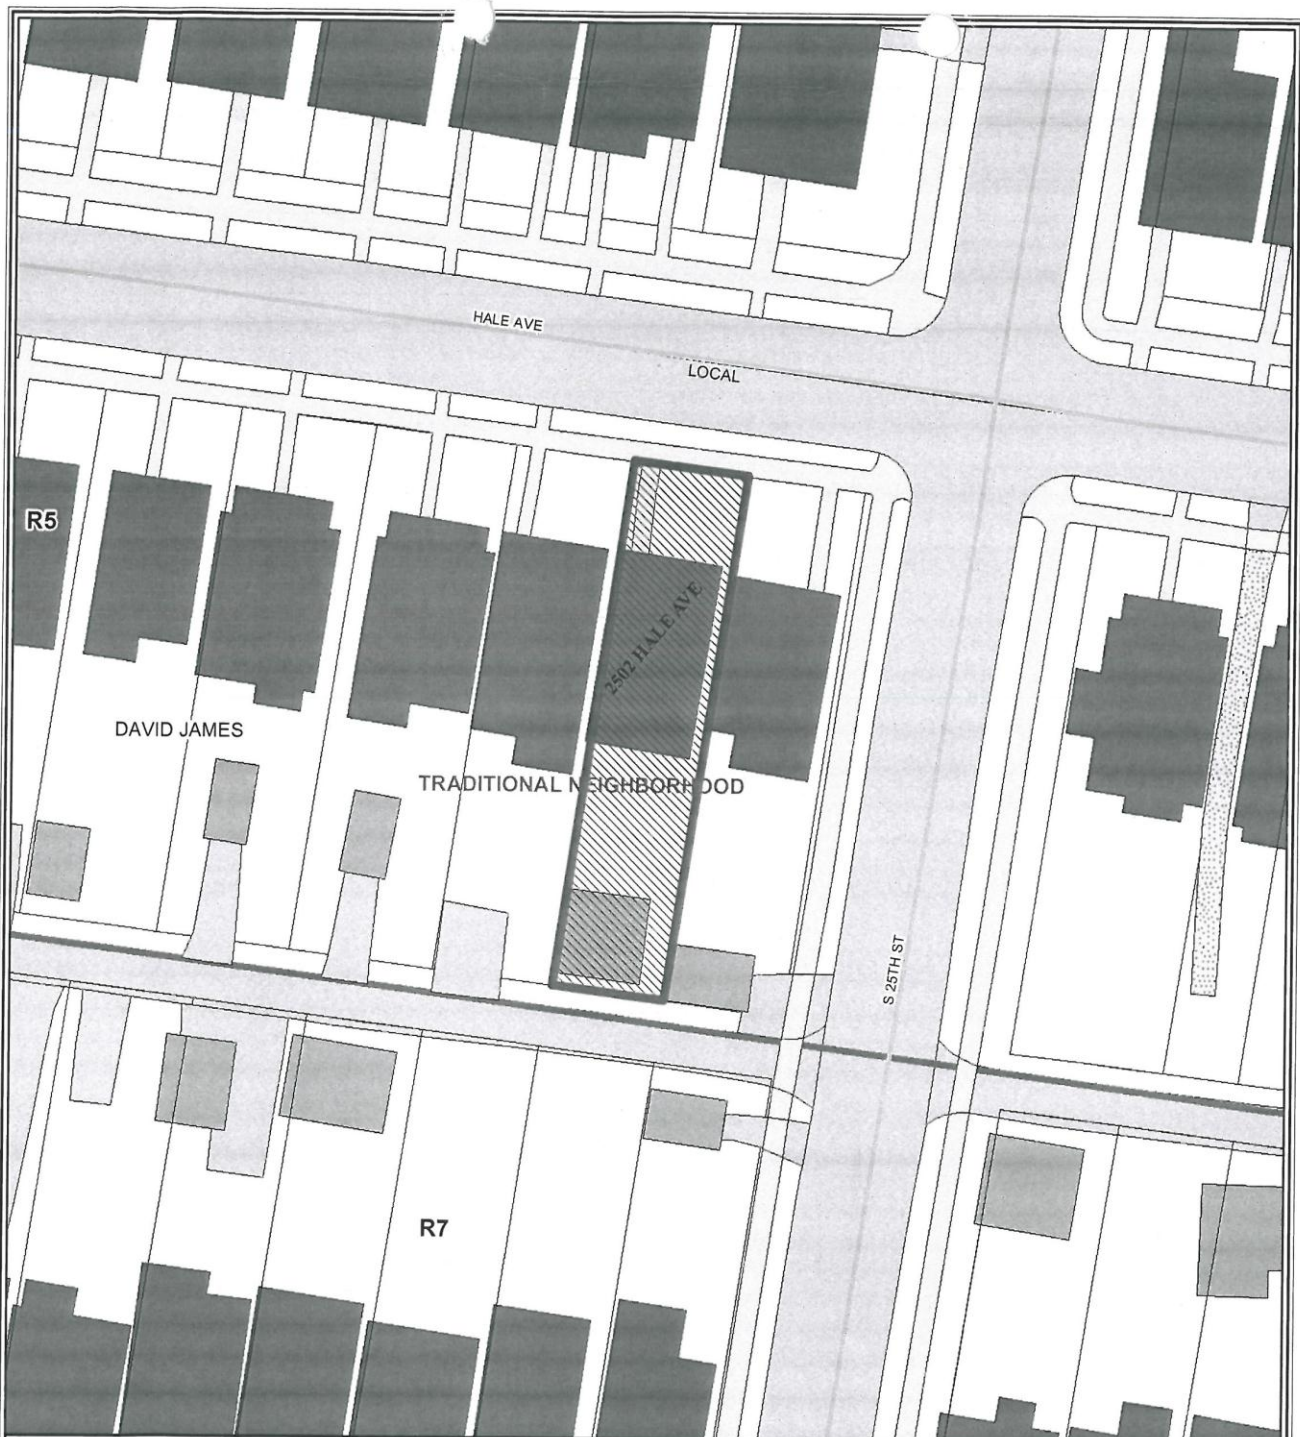 HALE AVE
LOCAL
R5
2502 HALE AVE
DAVID JAMES
TRADITIONAL NEIGHBORHOOD
S 25TH ST
R7